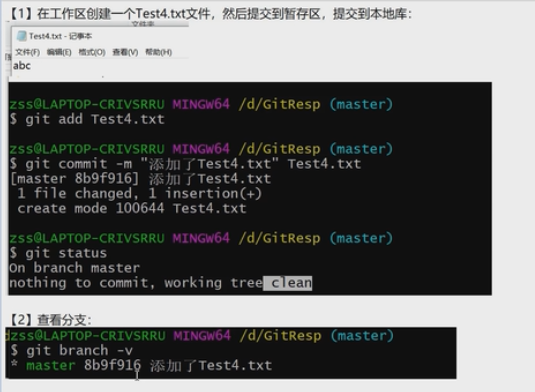 【1】在工作区创建一个Test4.txt文件，然后提交到暂存区，提交到本地库：
Test4.txt - 记事本
文件(F) 编辑(E) 格式(O) 查看(V) 帮助(H)
abc
zss@LAPTOP-CRIVSRRU MINGW64 /d/GitResp (master)
$ git add Test4.txt
zss@LAPTOP-CRIVSRRU MINGW64 /d/GitResp (master)
$ git commit -m "添加了Test4.txt" Test4.txt
[master 8b9f916] 添加了Test4.txt
1 file changed, 1 insertion(+)
create mode 100644 Test4.txt
zss@LAPTOP-CRIVSRRU MINGW64 /d/GitResp (master)
$ git status
On branch master
nothing to commit, working tree clean
【2】查看分支：
zss@LAPTOP-CRIVSRRU MINGW64 /d/GitResp (master)
$ git branch -v
* master 8b9f916 添加了Test4.txt